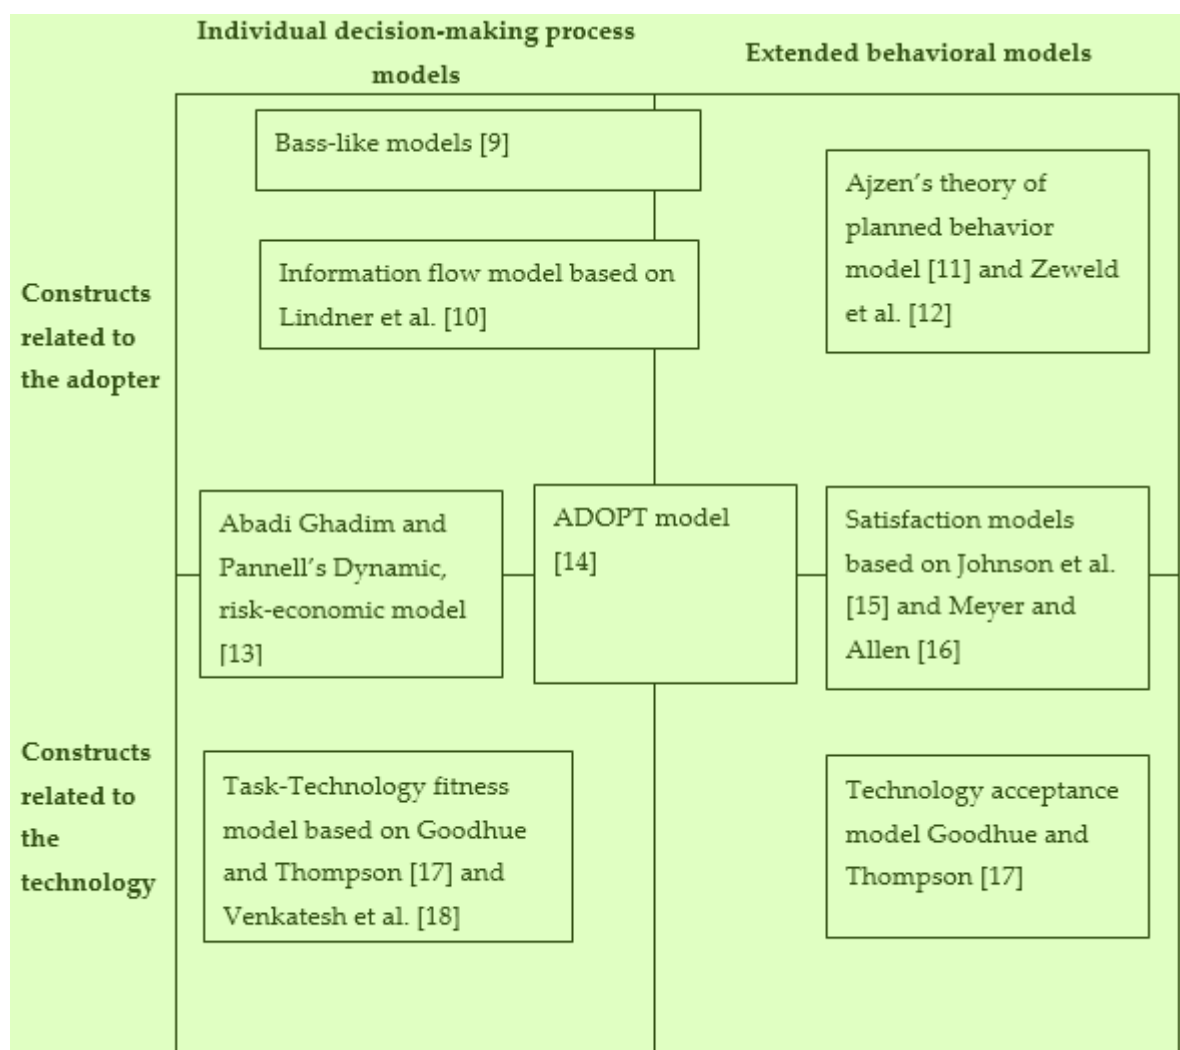 Individual decision-making process
models
Extended behavioral models
Constructs
related to
the adopter
Bass-like models [9]
Information flow model based on
Lindner et al. [10]
Ajzen’s theory of
planned behavior
model [11] and Zeweld
et al. [12]
Abadi Ghadim and
Pannell’s Dynamic,
risk-economic model
[13]
ADOPT model
[14]
Satisfaction models
based on Johnson et al.
[15] and Meyer and
Allen [16]
Constructs
related to
the
technology
Task-Technology fitness
model based on Goodhue
and Thompson [17] and
Venkatesh et al. [18]
Technology acceptance
model Goodhue and
Thompson [17]